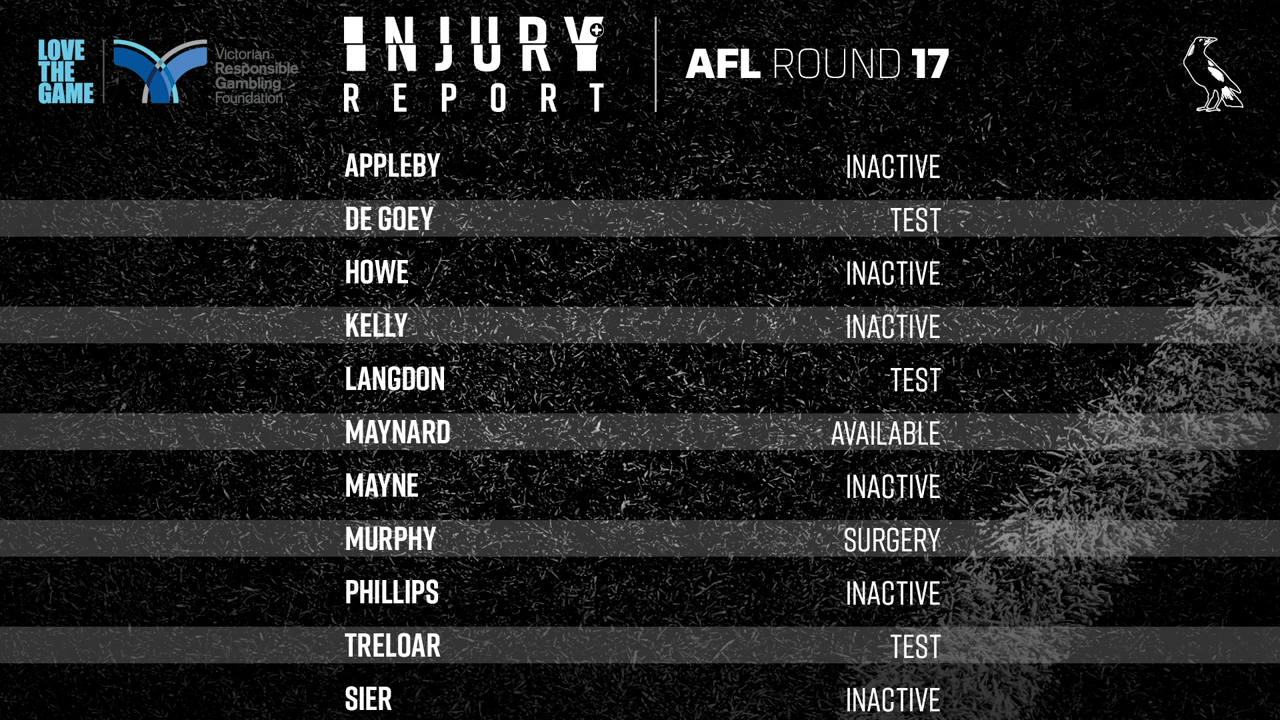 LOVE
THE
GAME
Victorian
Responsible
Gambling
Foundation
INJURY
REPORT
AFL ROUND 17
APPLEBY INACTIVE
DE GOEY TEST
HOWE INACTIVE
KELLY INACTIVE
LANGDON TEST
MAYNARD AVAILABLE
MAYNE INACTIVE
MURPHY SURGERY
PHILLIPS INACTIVE
TRELOAR TEST
SIER INACTIVE